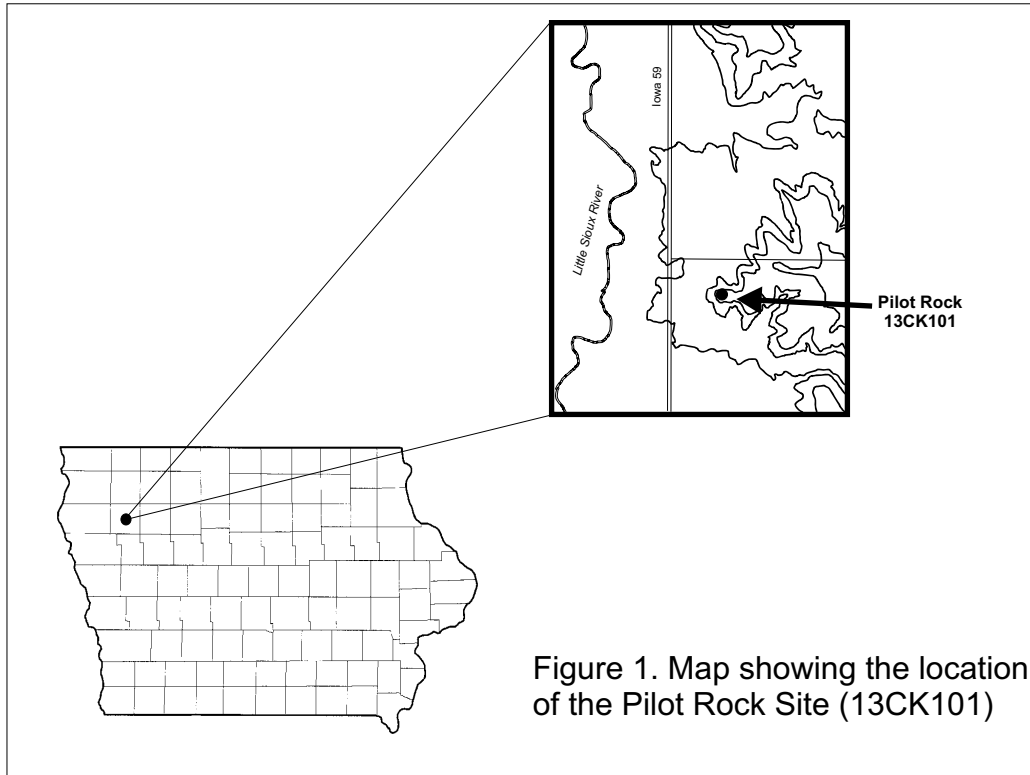 Iowa 59
Little Sioux River
Pilot Rock
13CK101
Figure 1. Map showing the location
of the Pilot Rock Site (13CK101)